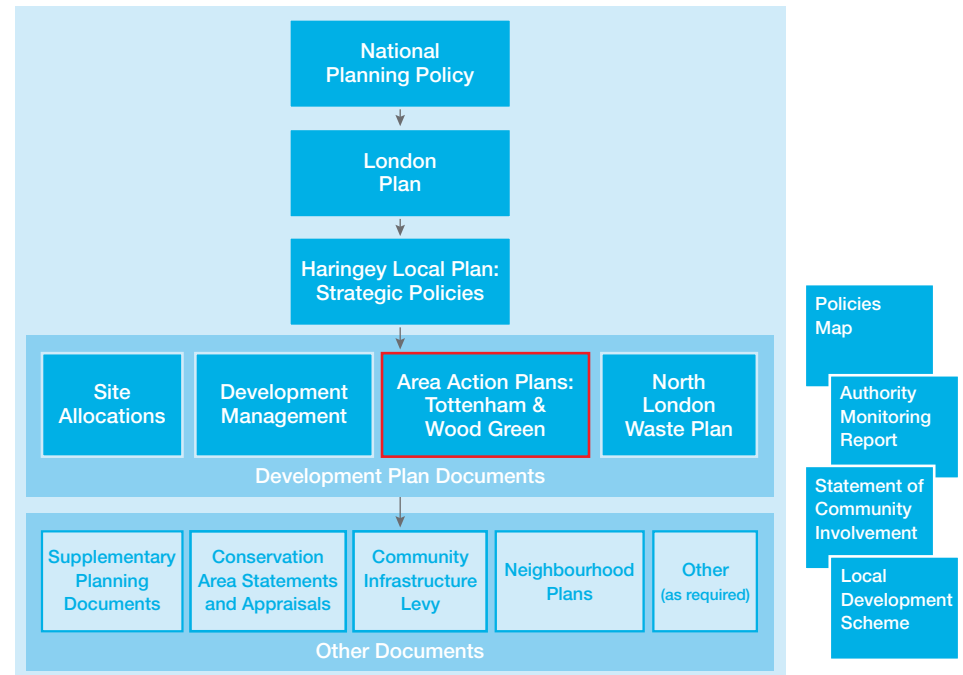 National
Planning Policy
London
Plan
Haringey Local Plan:
Strategic Policies
Site
Allocations
Development
Management
Area Action Plans:
Tottenham &
Wood Green
North
London
Waste Plan
Development Plan Documents
Supplementary
Planning
Documents
Conservation
Area Statements
and Appraisals
Community
Infrastructure
Levy
Neighbourhood
Plans
Other
(as required)
Other Documents
Policies
Map
Authority
Monitoring
Report
Statement of
Community
Involvement
Local
Development
Scheme